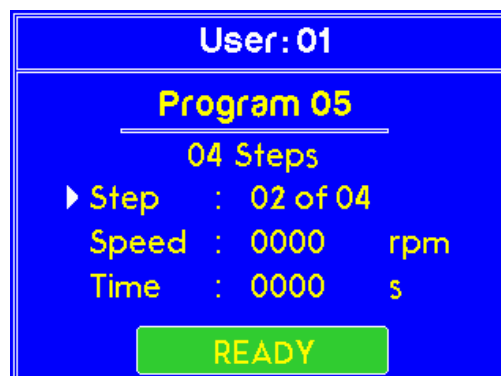 User:01
Program 05
04 Steps
Step : 02 of 04
Speed : 0000 rpm
Time : 0000 s
READY